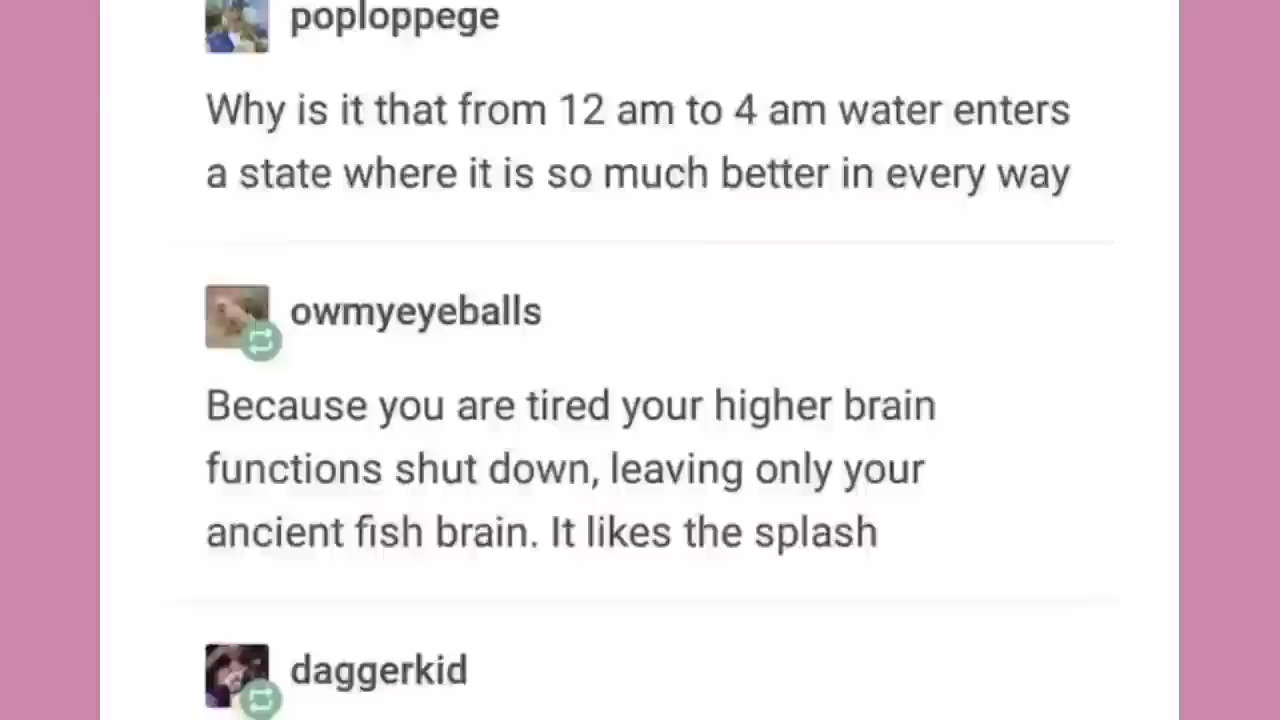 poploppege
Why is it that from 12 am to 4 am water enters
a state where it is so much better in every way
owmyeyeballs
Because you are tired your higher brain
functions shut down, leaving only your
ancient fish brain. It likes the splash
daggerkid